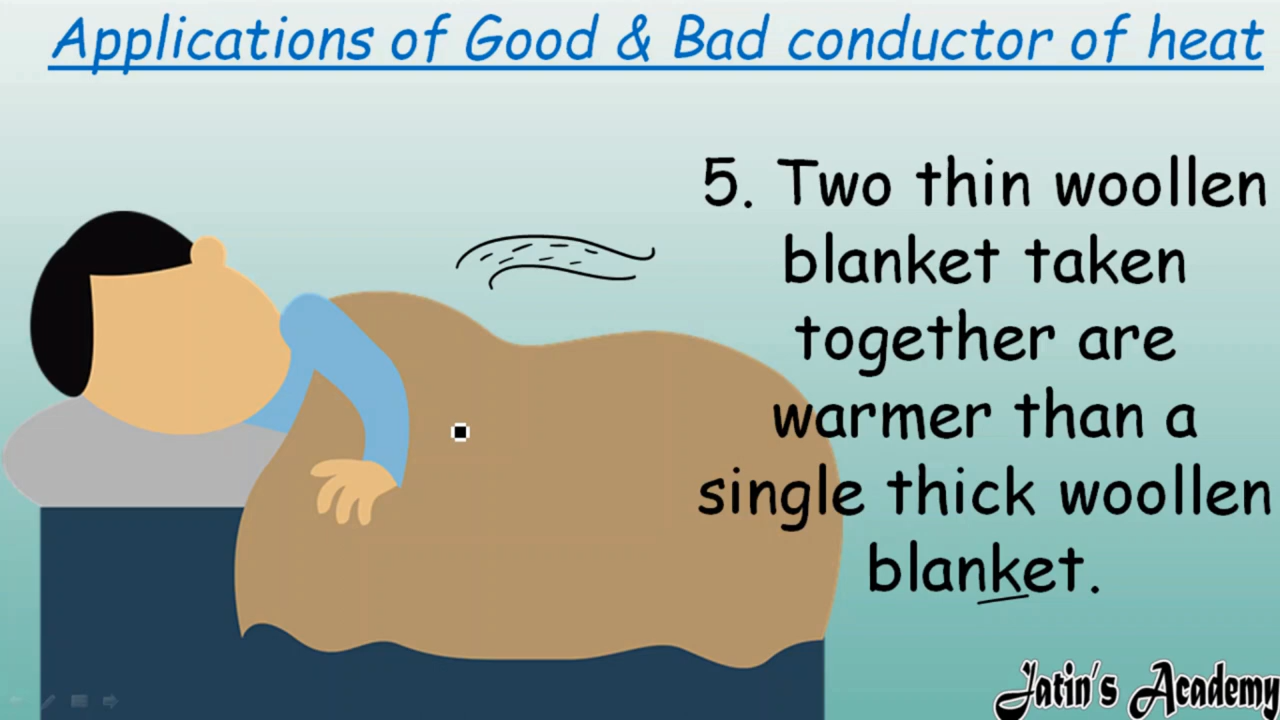 Applications of Good & Bad conductor of heat
5. Two thin woollen
blanket taken
together are
warmer than a
single thick woollen
blanket.
Jatin's Academy